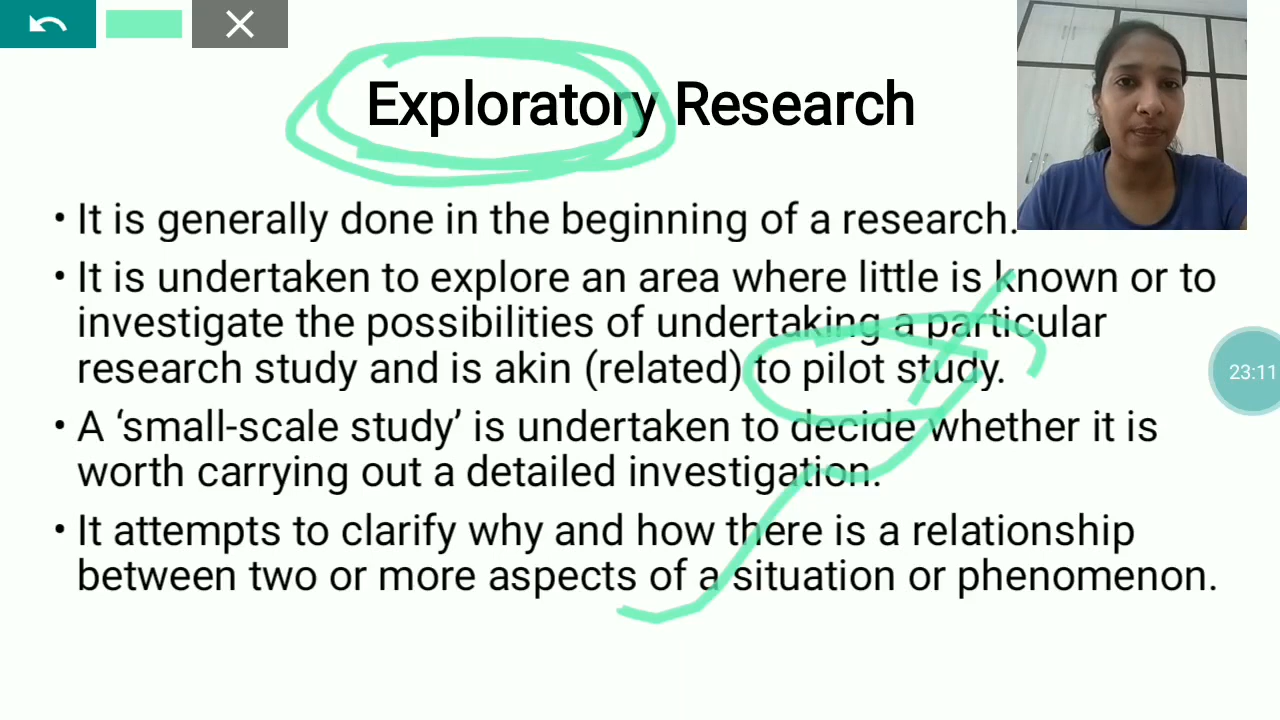 Exploratory Research
• It is generally done in the beginning of a research.
• It is undertaken to explore an area where little is known or to
investigate the possibilities of undertaking a particular
research study and is akin (related) to pilot study.
• A ‘small-scale study’ is undertaken to decide whether it is
worth carrying out a detailed investigation.
• It attempts to clarify why and how there is a relationship
between two or more aspects of a situation or phenomenon.
23:11